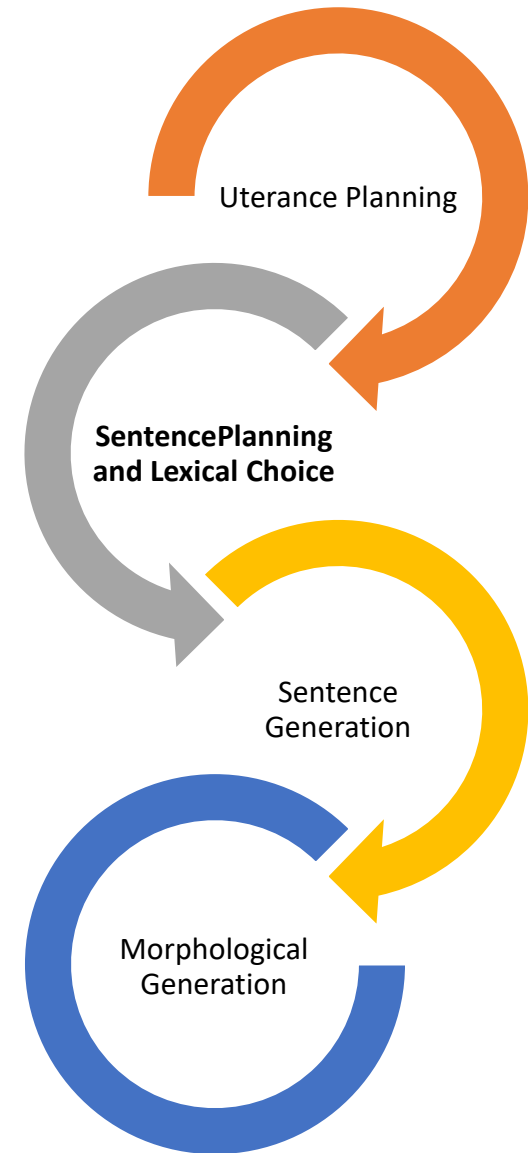 Uterance Planning
SentencePlanning
and Lexical Choice
Sentence
Generation
Morphological
Generation